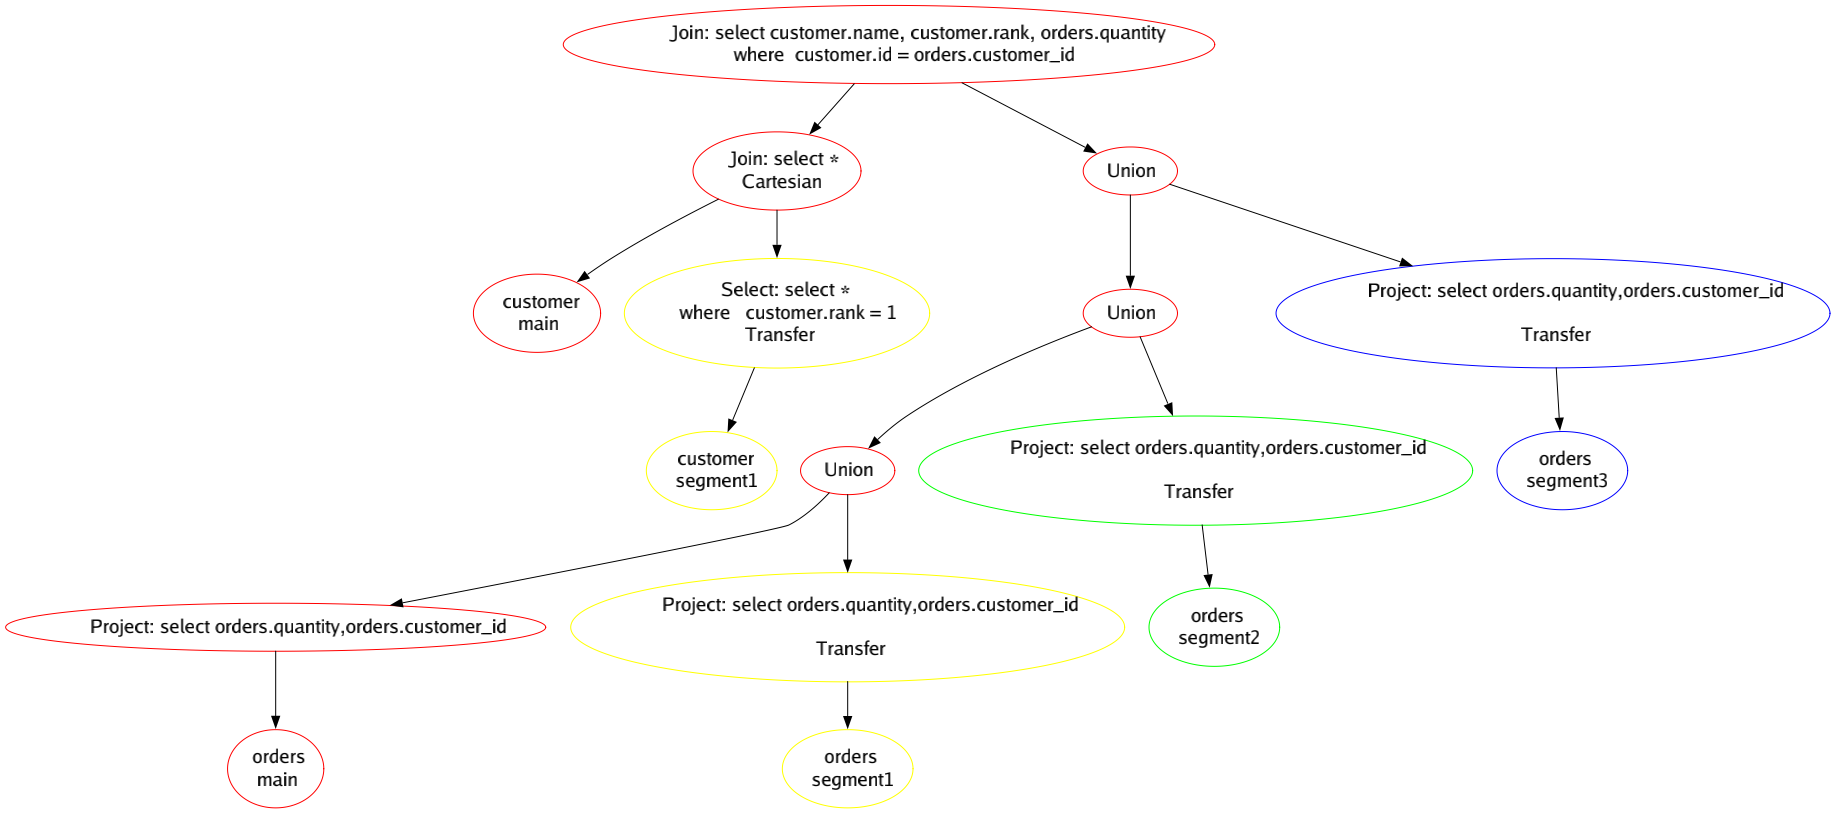 Join: select customer.name, customer.rank, orders.quantity
where  customer.id = orders.customer_id
Join: select *
Cartesian
Union
customer
main
Select: select *
where   customer.rank = 1
Transfer
Union
Project: select orders.quantity,orders.customer_id
Transfer
customer
segment1
Union
Project: select orders.quantity,orders.customer_id
Transfer
orders
segment3
Project: select orders.quantity,orders.customer_id
Project: select orders.quantity,orders.customer_id
Transfer
orders
segment2
orders
main
orders
segment1